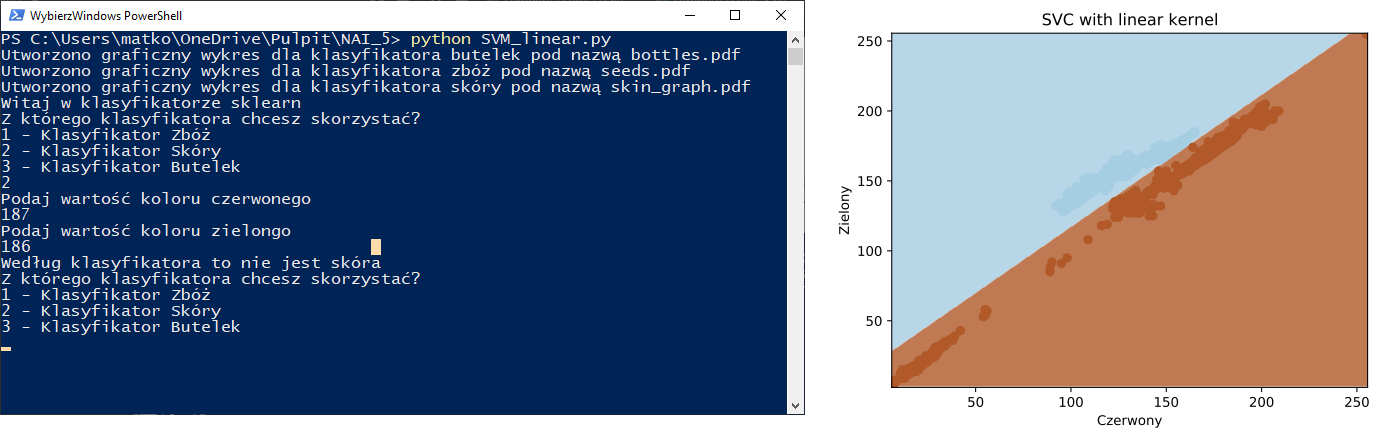 WybierzWindows PowerShell
PS C:\Users\matko\OneDrive\Pulpit\NAI_5> python SVM_linear.py
Utworzono graficzny wykres dla klasyfikatora butelek pod nazwą bottles.pdf
Utworzono graficzny wykres dla klasyfikatora zbóż pod nazwą seeds.pdf
Utworzono graficzny wykres dla klasyfikatora skóry pod nazwą skin_graph.pdf
Witaj w klasyfikatorze sklearn
Z którego klasyfikatora chcesz skorzystać?
1 - Klasyfikator Zbóż
2 - Klasyfikator Skóry
3 - Klasyfikator Butelek
2
Podaj wartość koloru czerwonego
187
Podaj wartość koloru zielongo
186
Według klasyfikatora to nie jest skóra
Z którego klasyfikatora chcesz skorzystać?
1 - Klasyfikator Zbóż
2 - Klasyfikator Skóry
3 - Klasyfikator Butelek
SVC with linear kernel
250
200
150
100
50
Zielony
50 100 150 200 250
Czerwony